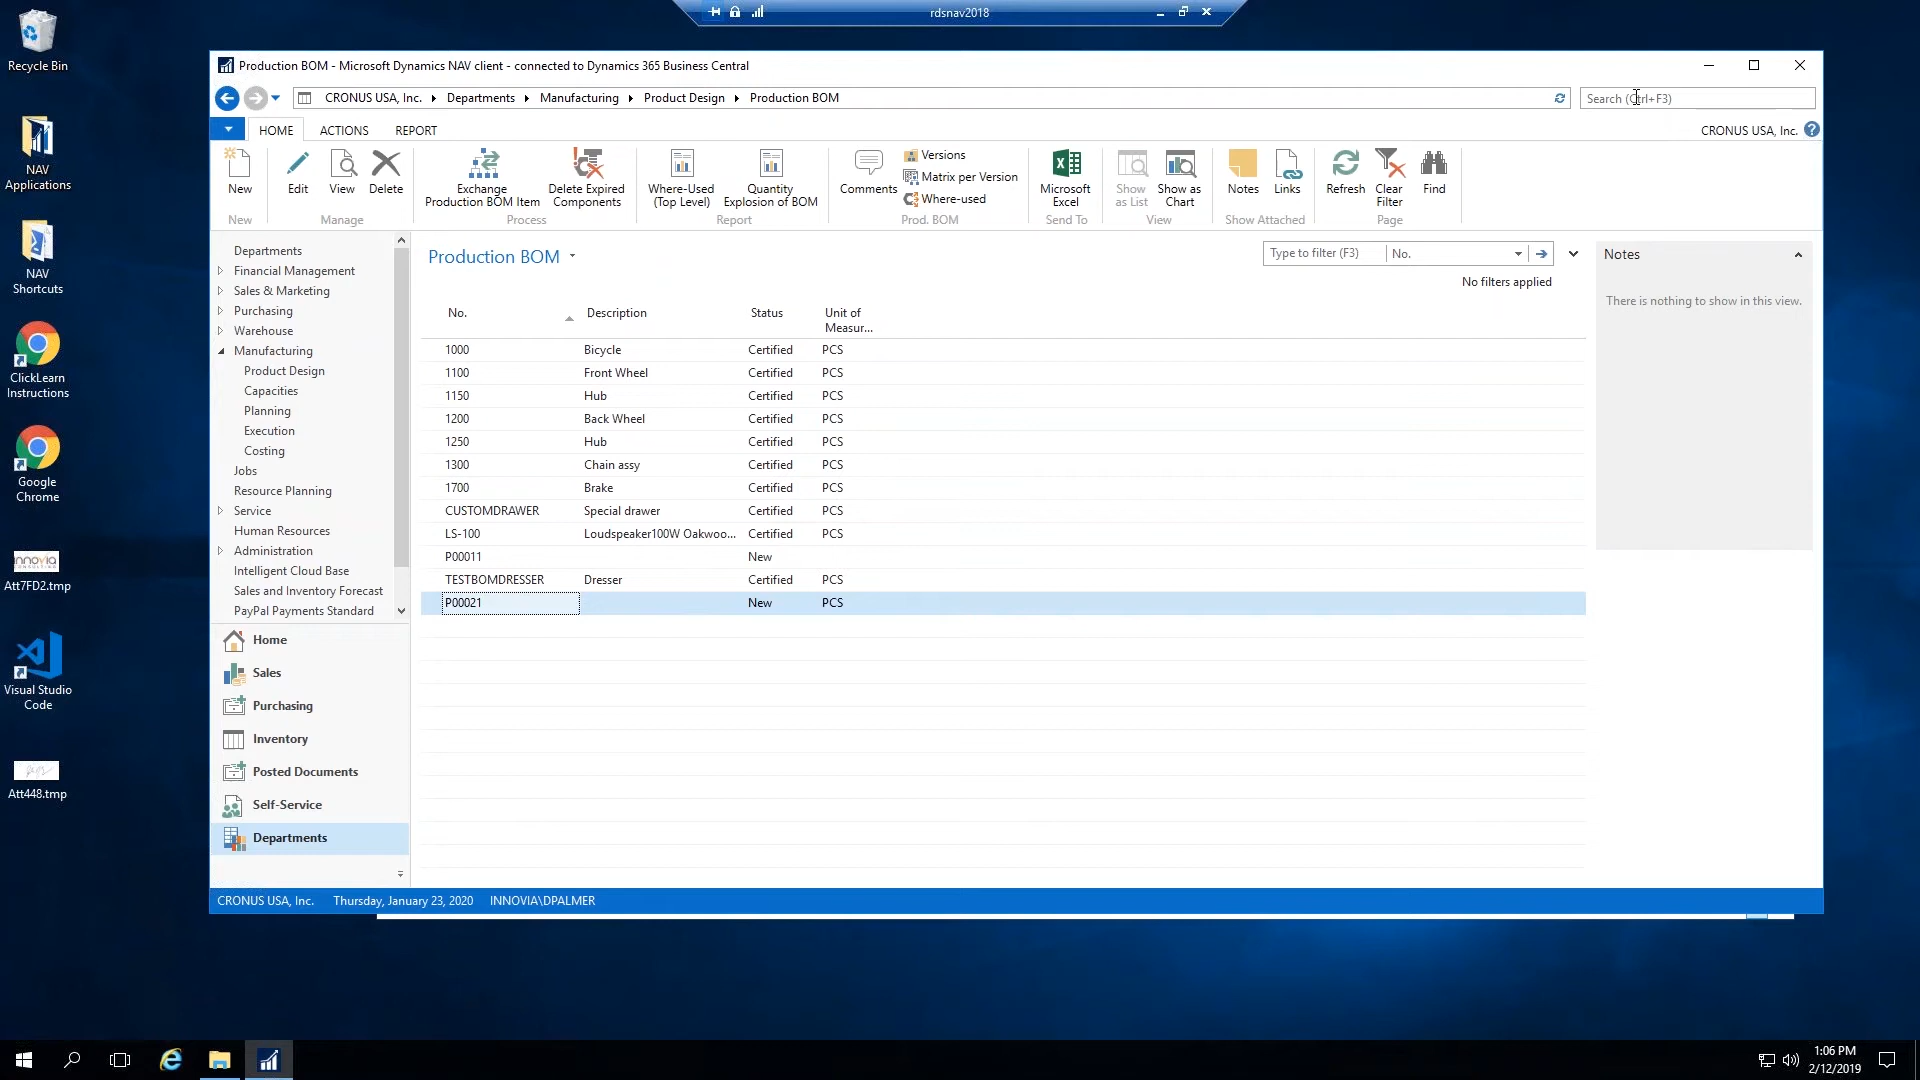 rdsnav2018
Recycle Bin
NAV
Applications
NAV
Shortcuts
ClickLearn
Instructions
Google
Chrome
innovia
CONSULTING
Att7FD2.tmp
Visual Studio
Code
Att448.tmp
Production BOM - Microsoft Dynamics NAV client - connected to Dynamics 365 Business Central
CRONUS USA, Inc. Departments Manufacturing Product Design Production BOM
Search (Ctrl+F3)
HOME ACTIONS REPORT
CRONUS USA, Inc.
New
New
Edit
View
Delete
Manage
Exchange
Production BOM Item
Delete Expired
Components
Process
Where-Used
(Top Level)
Quantity
Explosion of BOM
Report
Comments
Versions
Matrix per Version
Where-used
Prod. BOM
Microsoft
Excel
Send To
Show
as List
Show as
Chart
View
Notes
Links
Show Attached
Refresh
Clear
Filter
Find
Page
Departments
Financial Management
Sales & Marketing
Purchasing
Warehouse
Manufacturing
Product Design
Capacities
Planning
Execution
Costing
Jobs
Resource Planning
Service
Human Resources
Administration
Intelligent Cloud Base
Sales and Inventory Forecast
PayPal Payments Standard
Home
Sales
Purchasing
Inventory
Posted Documents
Self-Service
Departments
Production BOM
Type to filter (F3) No.
No filters applied
No. Description Status Unit of
Measur...
1000 Bicycle Certified PCS
1100 Front Wheel Certified PCS
1150 Hub Certified PCS
1200 Back Wheel Certified PCS
1250 Hub Certified PCS
1300 Chain assy Certified PCS
1700 Brake Certified PCS
CUSTOMDRAWER Special drawer Certified PCS
LS-100 Loudspeaker100W Oakwoo... Certified PCS
P00011 New
TESTBOMDRESSER Dresser Certified PCS
P00021 New PCS
Notes
There is nothing to show in this view.
CRONUS USA, Inc. Thursday, January 23, 2020 INNOVIA\DPALMER
1:06 PM
2/12/2019